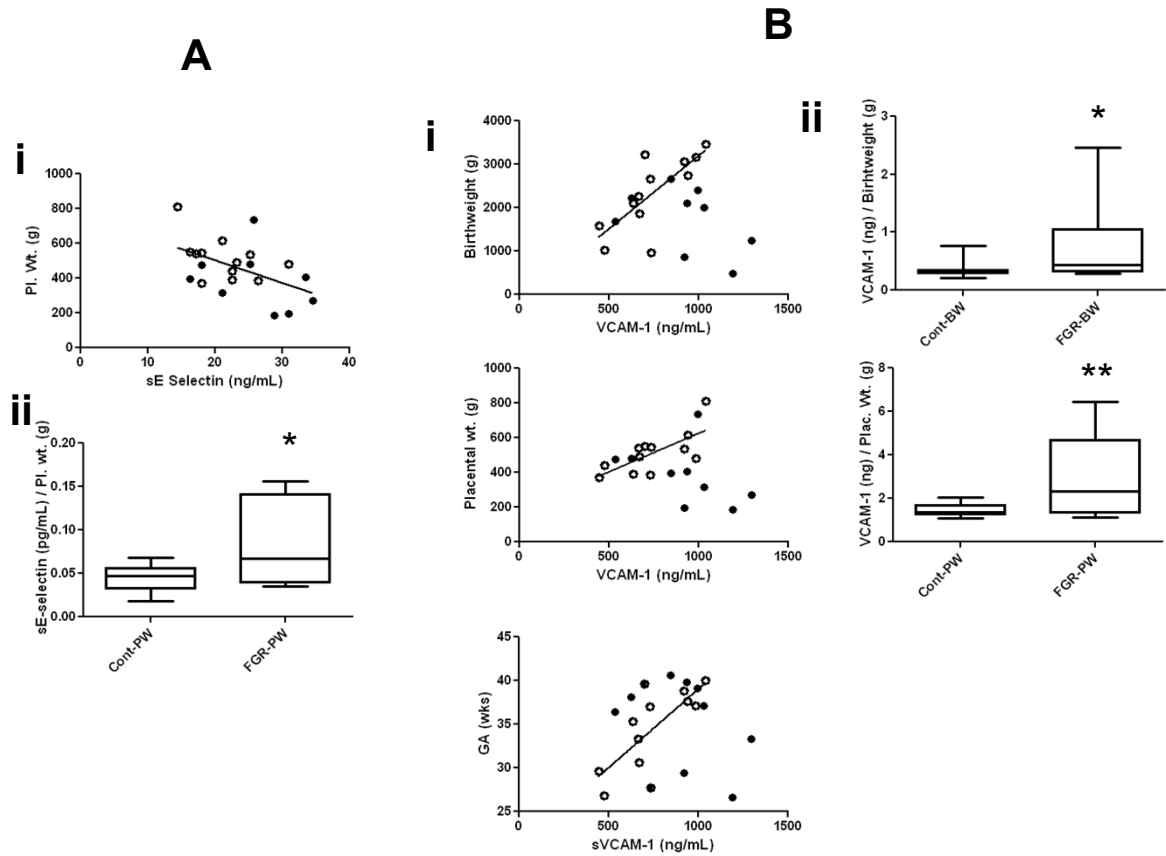 A
B
i
Pl. Wt. (g)
1000
800
600
400
200
0
0 10 20 30 40
sE Selectin (ng/mL)
ii
sE-selectin (pg/mL) / Pl. wt. (g)
0.20
0.15
0.10
0.05
0.00
*
Cont-PW
FGR-PW
i
Birthweight (g)
4000
3000
2000
1000
0
0 500 1000 1500
VCAM-1 (ng/mL)
Placental wt. (g)
800
600
400
200
0
0 500 1000 1500
VCAM-1 (ng/mL)
GA (wks)
45
40
35
30
25
0 500 1000 1500
sVCAM-1 (ng/mL)
ii
VCAM-1 (ng) / Birhtweight (g)
3
2
1
0
*
Cont-BW
FGR-BW
VCAM-1 (ng) / Plac. Wt. (g)
8
6
4
2
0
**
Cont-PW
FGR-PW